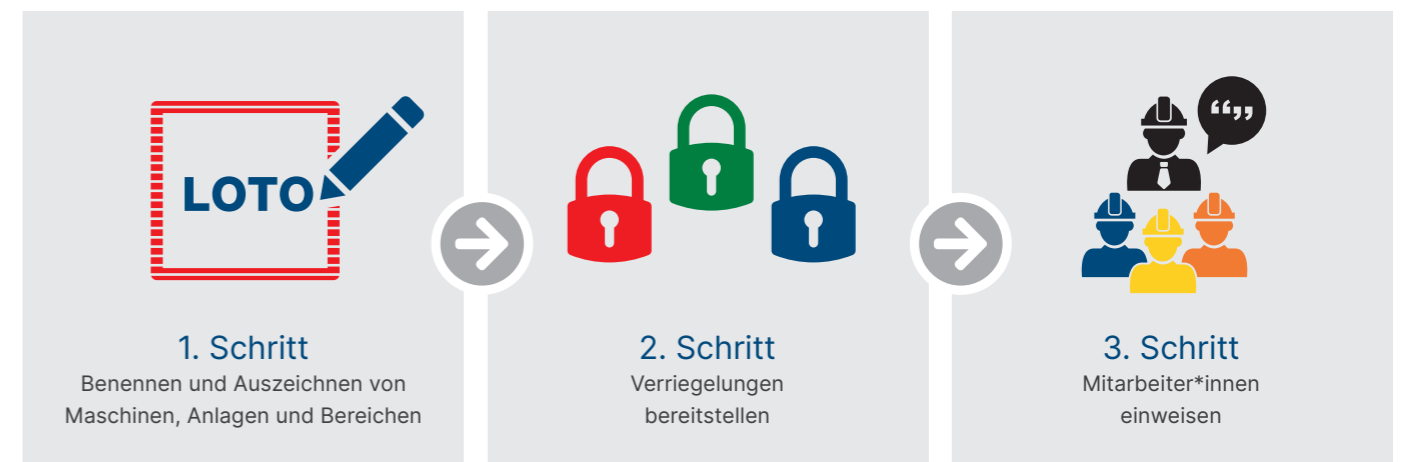 LOTO
“„
1. Schritt
Benennen und Auszeichnen von
Maschinen, Anlagen und Bereichen
2. Schritt
Verriegelungen
bereitstellen
3. Schritt
Mitarbeiter*innen
einweisen